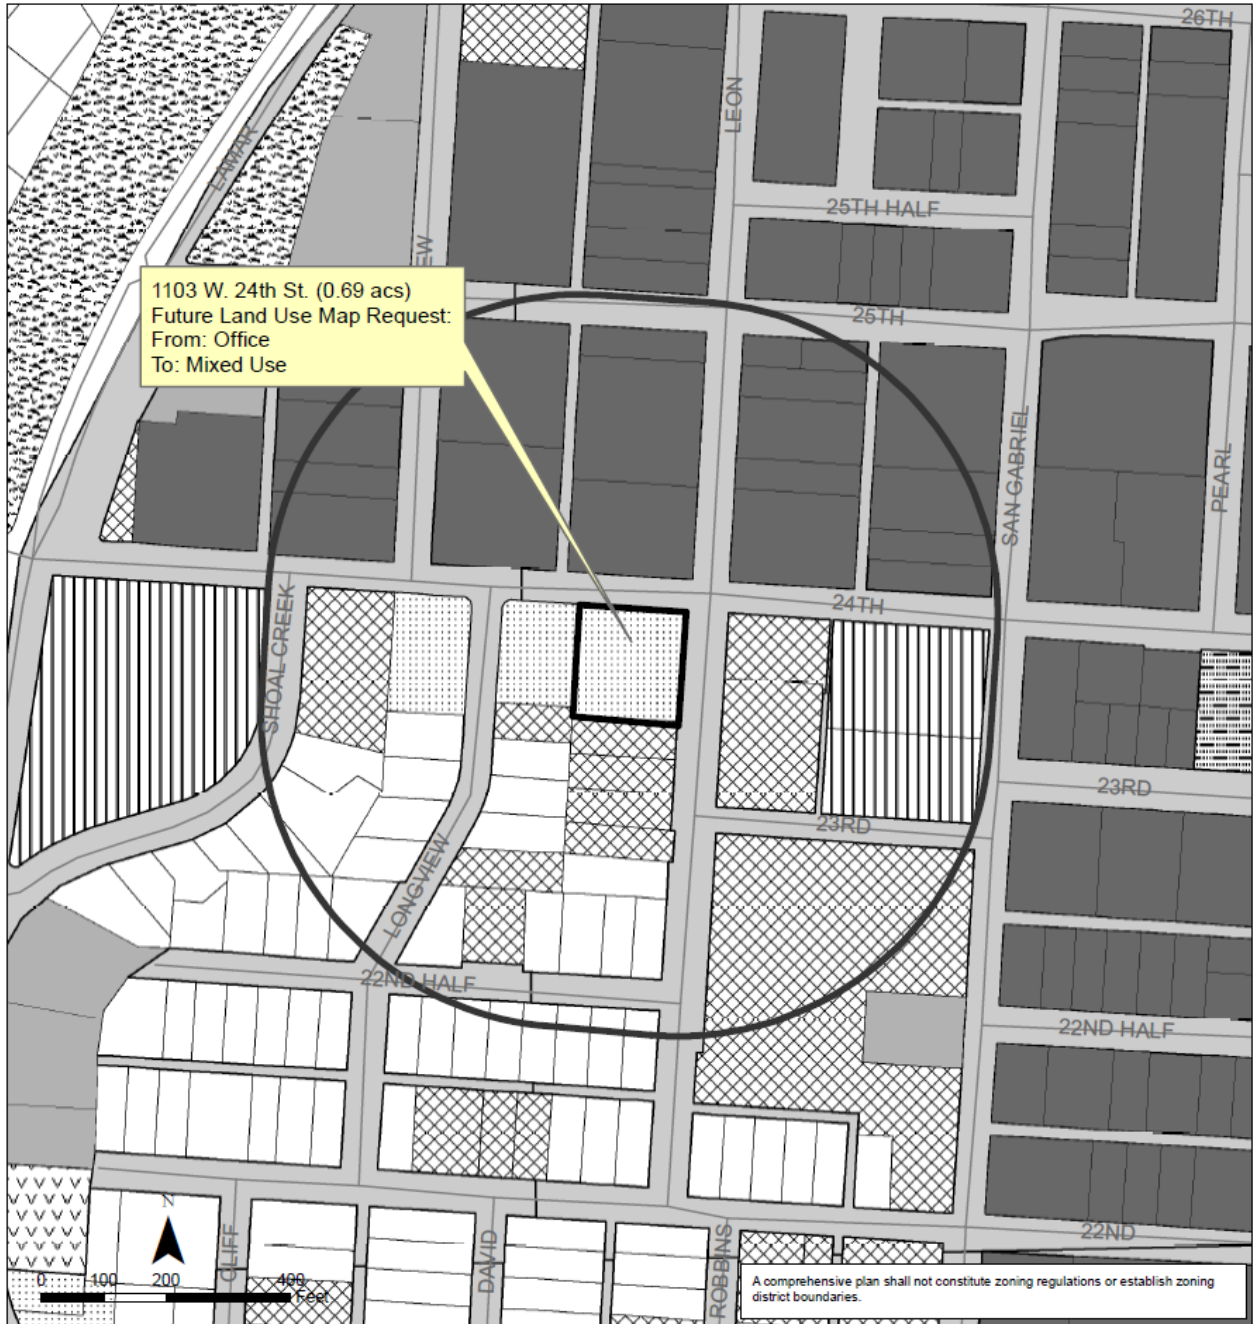 26TH
LEON
LAMAR
25TH HALF
EW
1103 W. 24th St. (0.69 acs)
Future Land Use Map Request:
From: Office
To: Mixed Use
25TH
SAN GABRIEL
PEARL
24TH
SHOAL CREEK
23RD
23RD
LONGVIEW
22ND HALF
22ND HALF
N
22ND
CLIFF
DAVID
ROBBINS
0 100 200 400
Feet
A comprehensive plan shall not constitute zoning regulations or establish zoning
district boundaries.